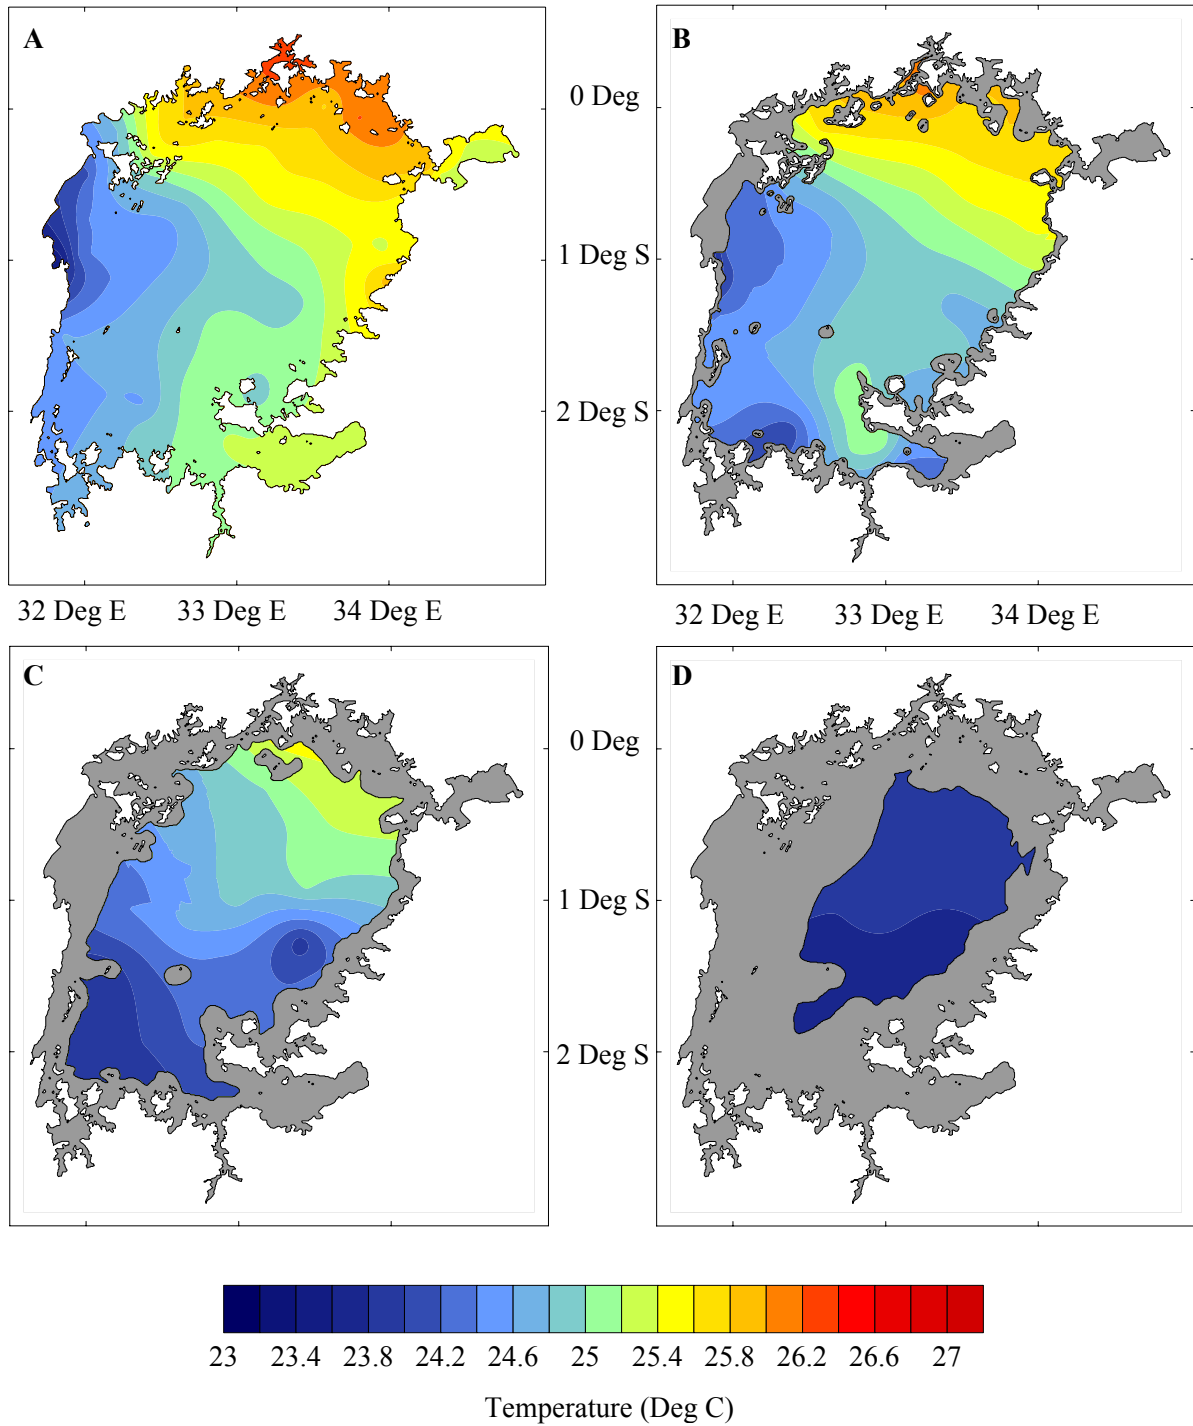 A
B
0 Deg
1 Deg S
2 Deg S
32 Deg E 33 Deg E 34 Deg E
32 Deg E 33 Deg E 34 Deg E
C
D
0 Deg
1 Deg S
2 Deg S
23 23.4 23.8 24.2 24.6 25 25.4 25.8 26.2 26.6 27
Temperature (Deg C)